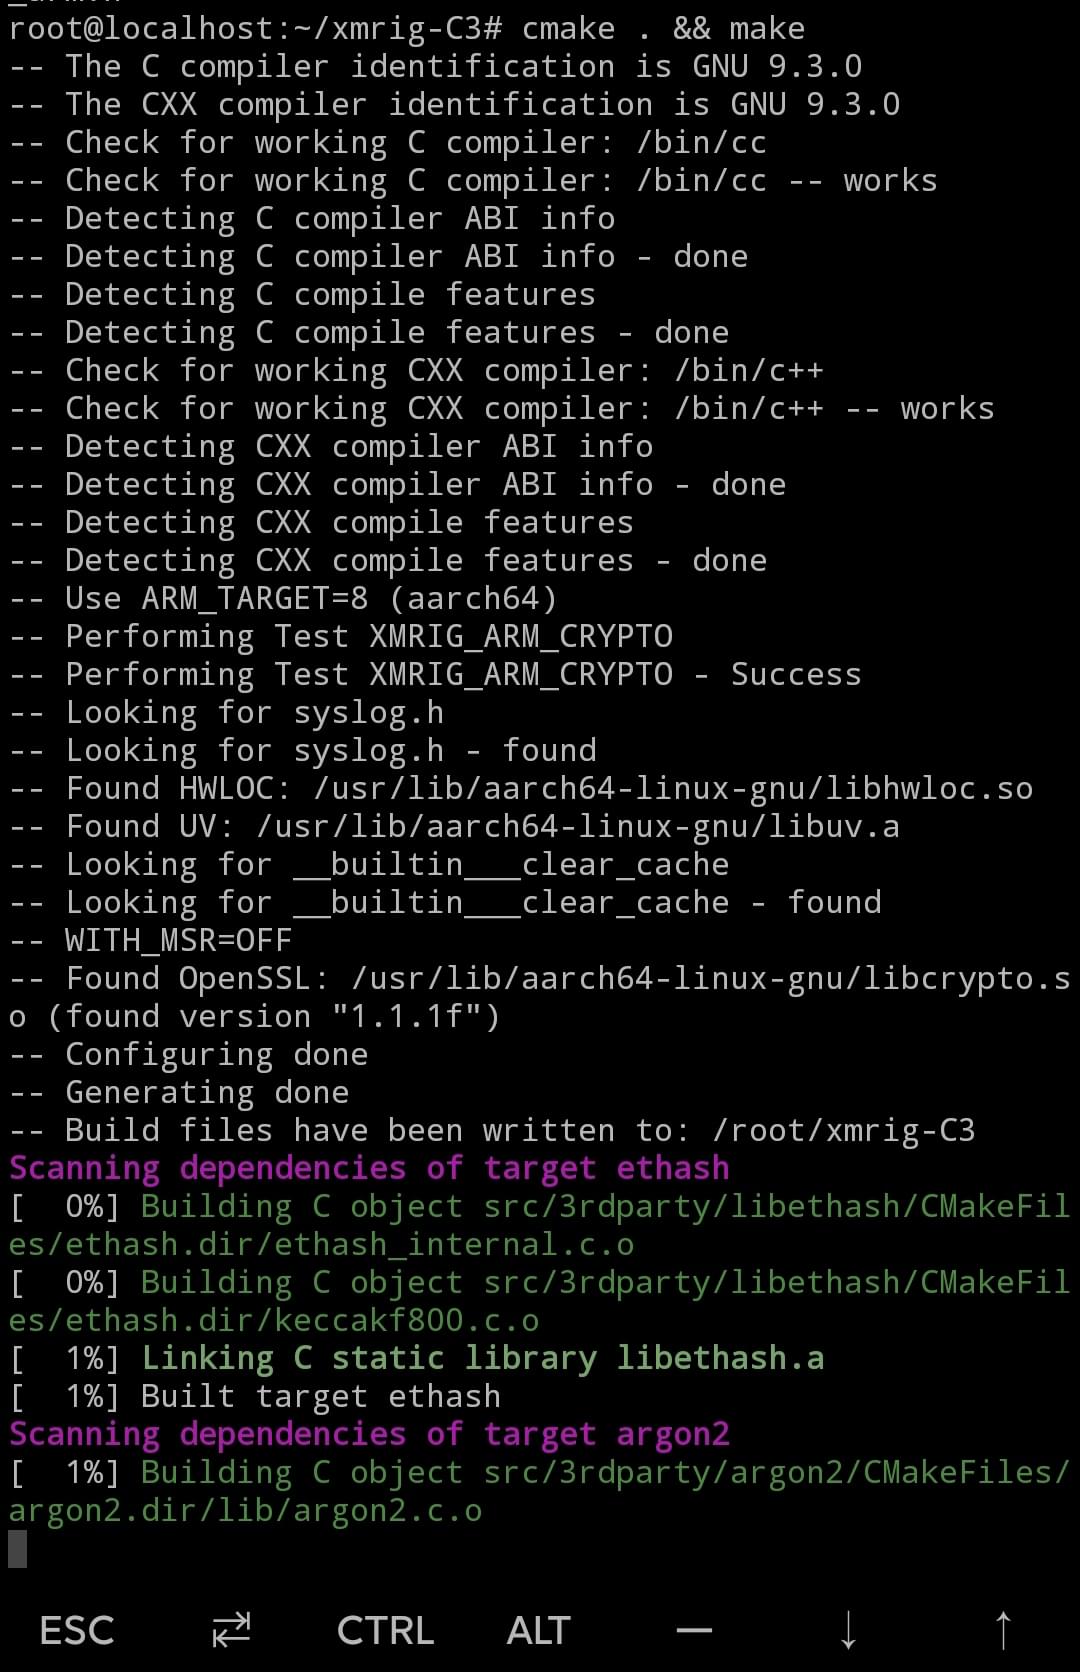 root@localhost:~/xmrig-C3# cmake . && make
-- The C compiler identification is GNU 9.3.0
-- The CXX compiler identification is GNU 9.3.0
-- Check for working C compiler: /bin/cc
-- Check for working C compiler: /bin/cc -- works
-- Detecting C compiler ABI info
-- Detecting C compiler ABI info - done
-- Detecting C compile features
-- Detecting C compile features - done
-- Check for working CXX compiler: /bin/c++
-- Check for working CXX compiler: /bin/c++ -- works
-- Detecting CXX compiler ABI info
-- Detecting CXX compiler ABI info - done
-- Detecting CXX compile features
-- Detecting CXX compile features - done
-- Use ARM_TARGET=8 (aarch64)
-- Performing Test XMRIG_ARM_CRYPTO
-- Performing Test XMRIG_ARM_CRYPTO - Success
-- Looking for syslog.h
-- Looking for syslog.h - found
-- Found HWLOC: /usr/lib/aarch64-linux-gnu/libhwloc.so
-- Found UV: /usr/lib/aarch64-linux-gnu/libuv.a
-- Looking for __builtin___clear_cache
-- Looking for __builtin___clear_cache - found
-- WITH_MSR=OFF
-- Found OpenSSL: /usr/lib/aarch64-linux-gnu/libcrypto.s
o (found version "1.1.1f")
-- Configuring done
-- Generating done
-- Build files have been written to: /root/xmrig-C3
Scanning dependencies of target ethash
[  0%] Building C object src/3rdparty/libethash/CMakeFil
es/ethash.dir/ethash_internal.c.o
[  0%] Building C object src/3rdparty/libethash/CMakeFil
es/ethash.dir/keccakf800.c.o
[  1%] Linking C static library libethash.a
[  1%] Built target ethash
Scanning dependencies of target argon2
[  1%] Building C object src/3rdparty/argon2/CMakeFiles/
argon2.dir/lib/argon2.c.o
ESC ⇄ CTRL ALT — ↓ ↑